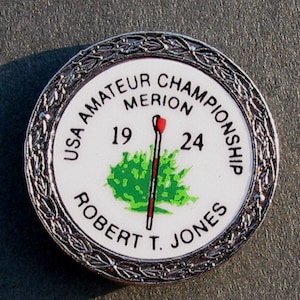 USA AMATEUR CHAMPIONSHIP
MERION
19 24
ROBERT T. JONES